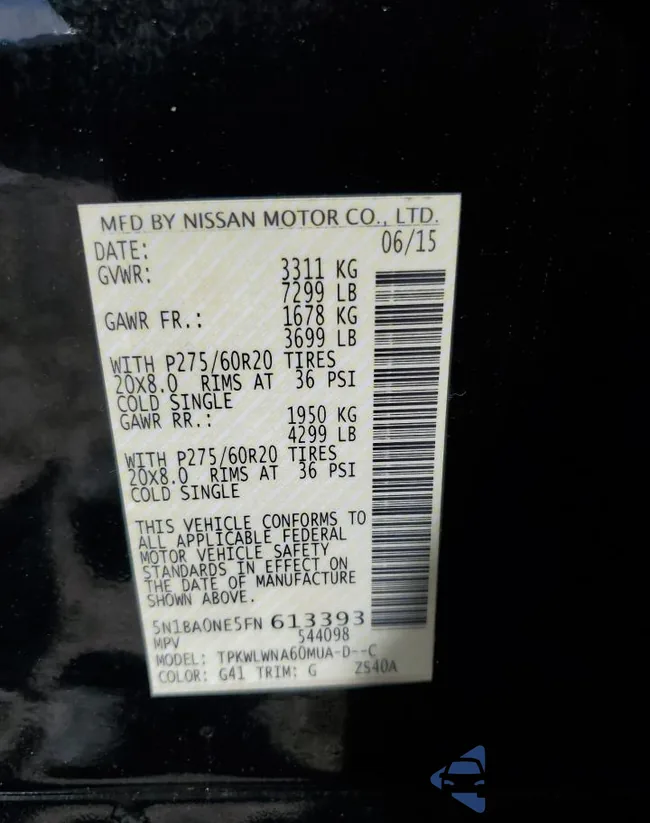 MFD BY NISSAN MOTOR CO., LTD.
DATE: 06/15
GVWR: 3311 KG
7299 LB
GAWR FR.: 1678 KG
3699 LB
WITH P275/60R20 TIRES
20X8.0 RIMS AT 36 PSI
COLD SINGLE
GAWR RR.: 1950 KG
4299 LB
WITH P275/60R20 TIRES
20X8.0 RIMS AT 36 PSI
COLD SINGLE
THIS VEHICLE CONFORMS TO
ALL APPLICABLE FEDERAL
MOTOR VEHICLE SAFETY
STANDARDS IN EFFECT ON
THE DATE OF MANUFACTURE
SHOWN ABOVE.
5N1BA0NE5FN 613393
MPV 544098
MODEL: TPKWLWNA60MUA-D--C
COLOR: G41 TRIM: G ZS40A